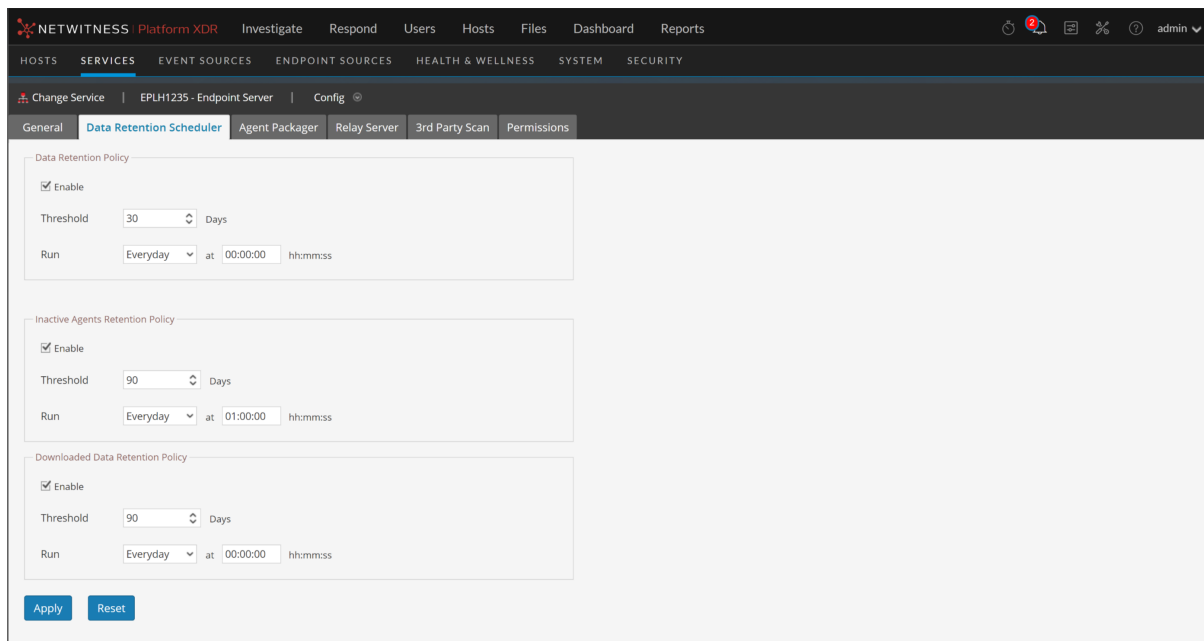 NETWITNESS Platform XDR Investigate Respond Users Hosts Files Dashboard Reports 2 admin
HOSTS SERVICES EVENT SOURCES ENDPOINT SOURCES HEALTH & WELLNESS SYSTEM SECURITY
Change Service | EPLH1235 - Endpoint Server | Config
General Data Retention Scheduler Agent Packager Relay Server 3rd Party Scan Permissions
Data Retention Policy
Enable
Threshold 30 Days
Run Everyday at 00:00:00 hh:mm:ss
Inactive Agents Retention Policy
Enable
Threshold 90 Days
Run Everyday at 01:00:00 hh:mm:ss
Downloaded Data Retention Policy
Enable
Threshold 90 Days
Run Everyday at 00:00:00 hh:mm:ss
Apply Reset